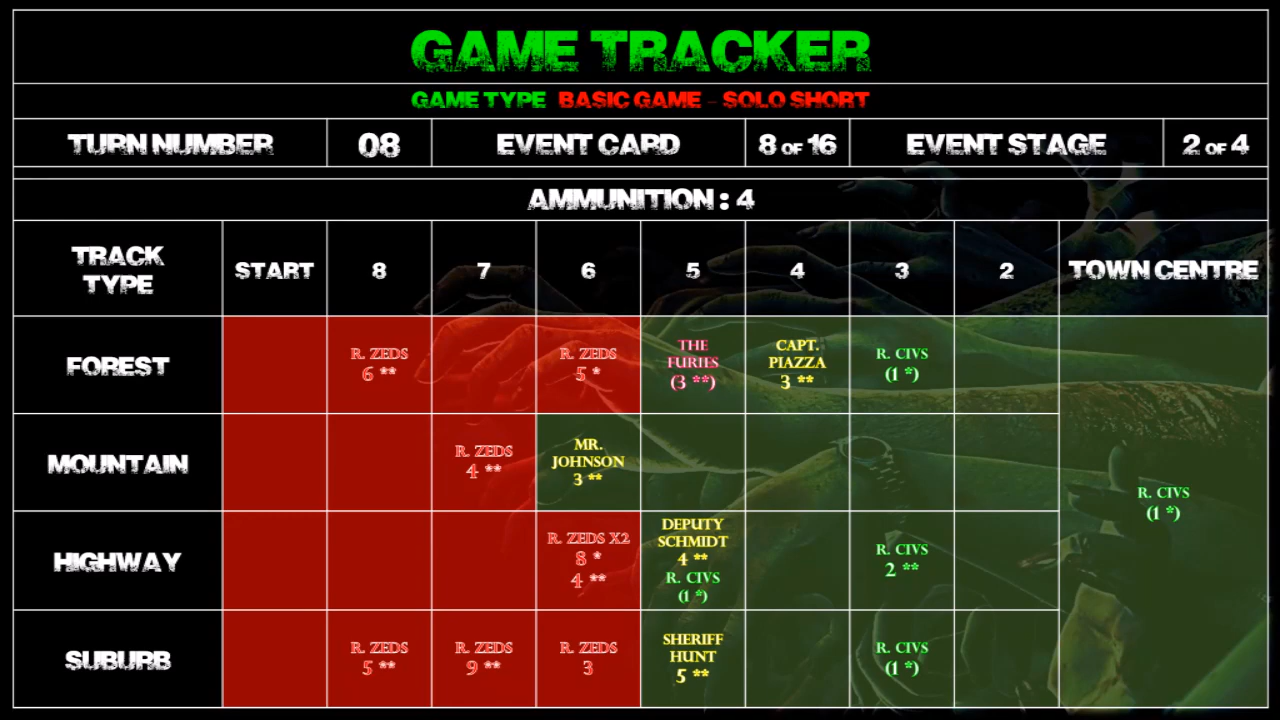 GAME TRACKER
GAME TYPE BASIC GAME - SOLO SHORT
TURN NUMBER 08 EVENT CARD 8 OF 16 EVENT STAGE 2 OF 4
AMMUNITION : 4
TRACK
TYPE
START 8 7 6 5 4 3 2 TOWN CENTRE
FOREST
R. ZEDS
6 **
R. ZEDS
5 *
THE
FURIES
(3 **)
CAPT.
PIAZZA
3 **
R. CIVS
(1 *)
MOUNTAIN
R. ZEDS
4 **
MR.
JOHNSON
3 **
R. CIVS
(1 *)
HIGHWAY
R. ZEDS X2
8 *
4 **
DEPUTY
SCHMIDT
4 **
R. CIVS
(1 *)
R. CIVS
2 **
SUBURB
R. ZEDS
5 **
R. ZEDS
9 **
R. ZEDS
3
SHERIFF
HUNT
5 **
R. CIVS
(1 *)